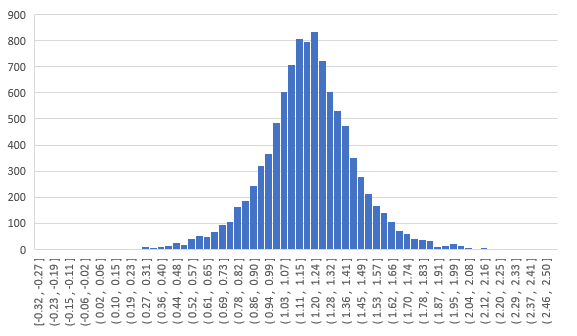 900
800
700
600
500
400
300
200
100
0
[-0.32, -0.27 ]
(-0.23, -0.19 ]
(-0.15, -0.11 ]
(-0.06, -0.02 ]
( 0.02, 0.06 ]
( 0.10, 0.15 ]
( 0.19, 0.23 ]
( 0.27, 0.31 ]
( 0.36, 0.40 ]
( 0.44, 0.48 ]
( 0.52, 0.57 ]
( 0.61, 0.65 ]
( 0.69, 0.73 ]
( 0.78, 0.82 ]
( 0.86, 0.90 ]
( 0.94, 0.99 ]
( 1.03, 1.07 ]
( 1.11, 1.15 ]
( 1.20, 1.24 ]
( 1.28, 1.32 ]
( 1.36, 1.41 ]
( 1.45, 1.49 ]
( 1.53, 1.57 ]
( 1.62, 1.66 ]
( 1.70, 1.74 ]
( 1.78, 1.83 ]
( 1.87, 1.91 ]
( 1.95, 1.99 ]
( 2.04, 2.08 ]
( 2.12, 2.16 ]
( 2.20, 2.25 ]
( 2.29, 2.33 ]
( 2.37, 2.41 ]
( 2.46, 2.50 ]